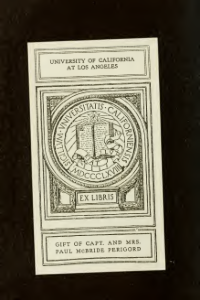 UNIVERSITY OF CALIFORNIA
AT LOS ANGELES
SIGILLUM · UNIVERSITATIS · CALIFORNIENSIS
MDCCCLXVIII
EX LIBRIS
GIFT OF CAPT. AND MRS.
PAUL MCBRIDE PERIGORD